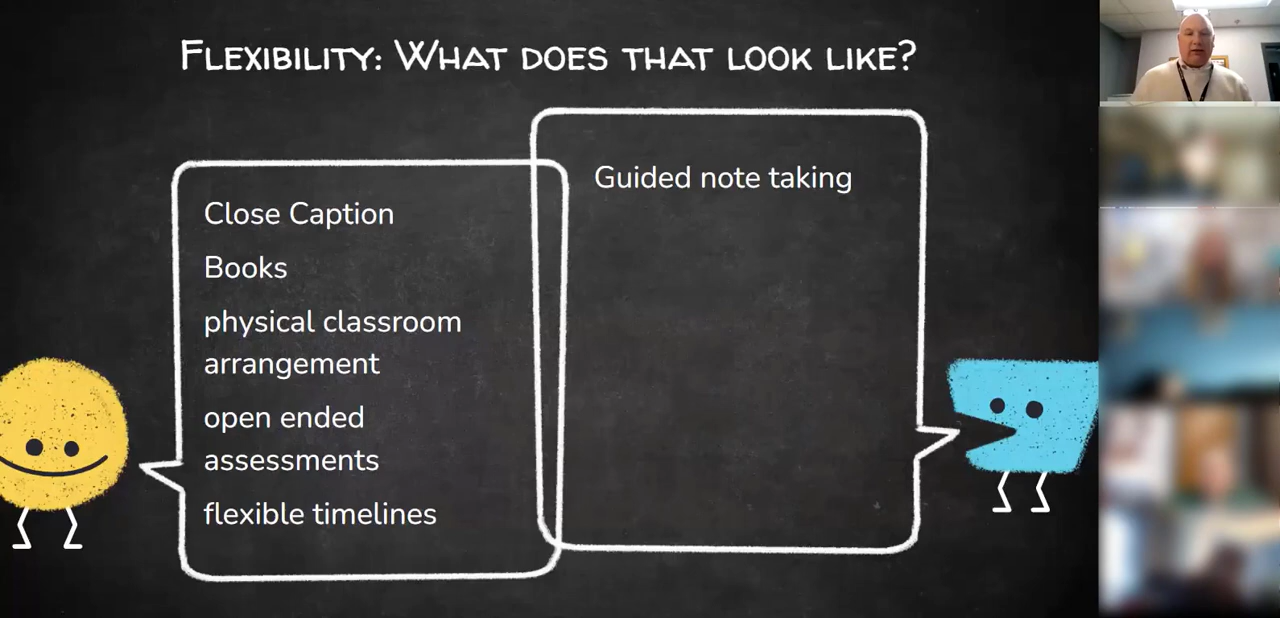 Flexibility: What does that look like?
Close Caption
Books
physical classroom
arrangement
open ended
assessments
flexible timelines
Guided note taking